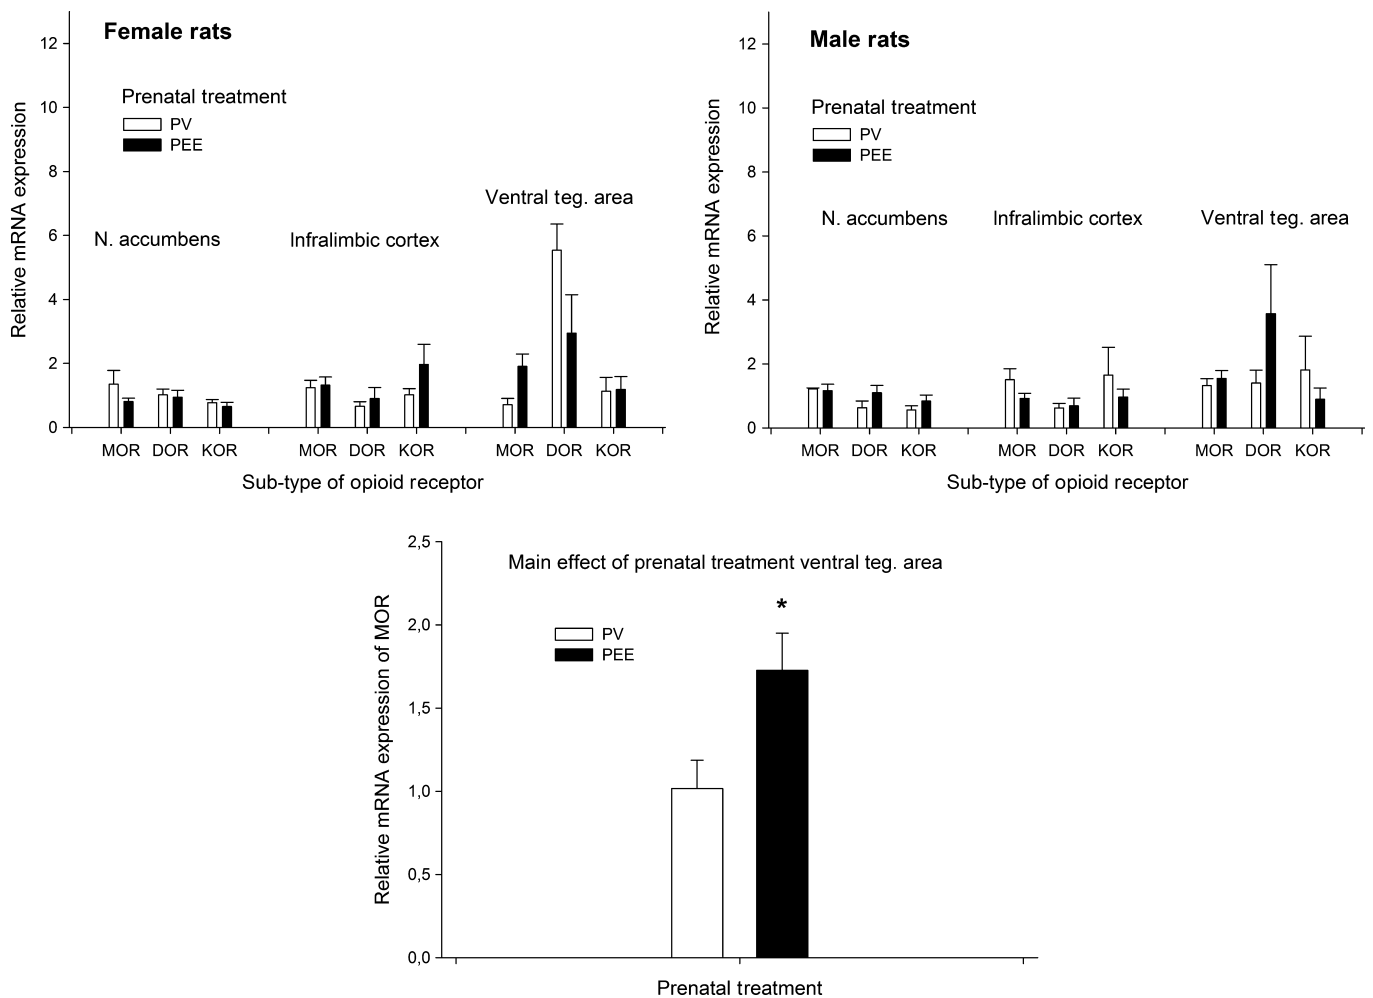 Female rats
Prenatal treatment
PV
PEE
N. accumbens
Infralimbic cortex
Ventral teg. area
Relative mRNA expression
12
10
8
6
4
2
0
MOR DOR KOR MOR DOR KOR MOR DOR KOR
Sub-type of opioid receptor
Male rats
Prenatal treatment
PV
PEE
N. accumbens
Infralimbic cortex
Ventral teg. area
Relative mRNA expression
12
10
8
6
4
2
0
MOR DOR KOR MOR DOR KOR MOR DOR KOR
Sub-type of opioid receptor
Main effect of prenatal treatment ventral teg. area
*
PV
PEE
Relative mRNA expression of MOR
2,5
2,0
1,5
1,0
0,5
0,0
Prenatal treatment